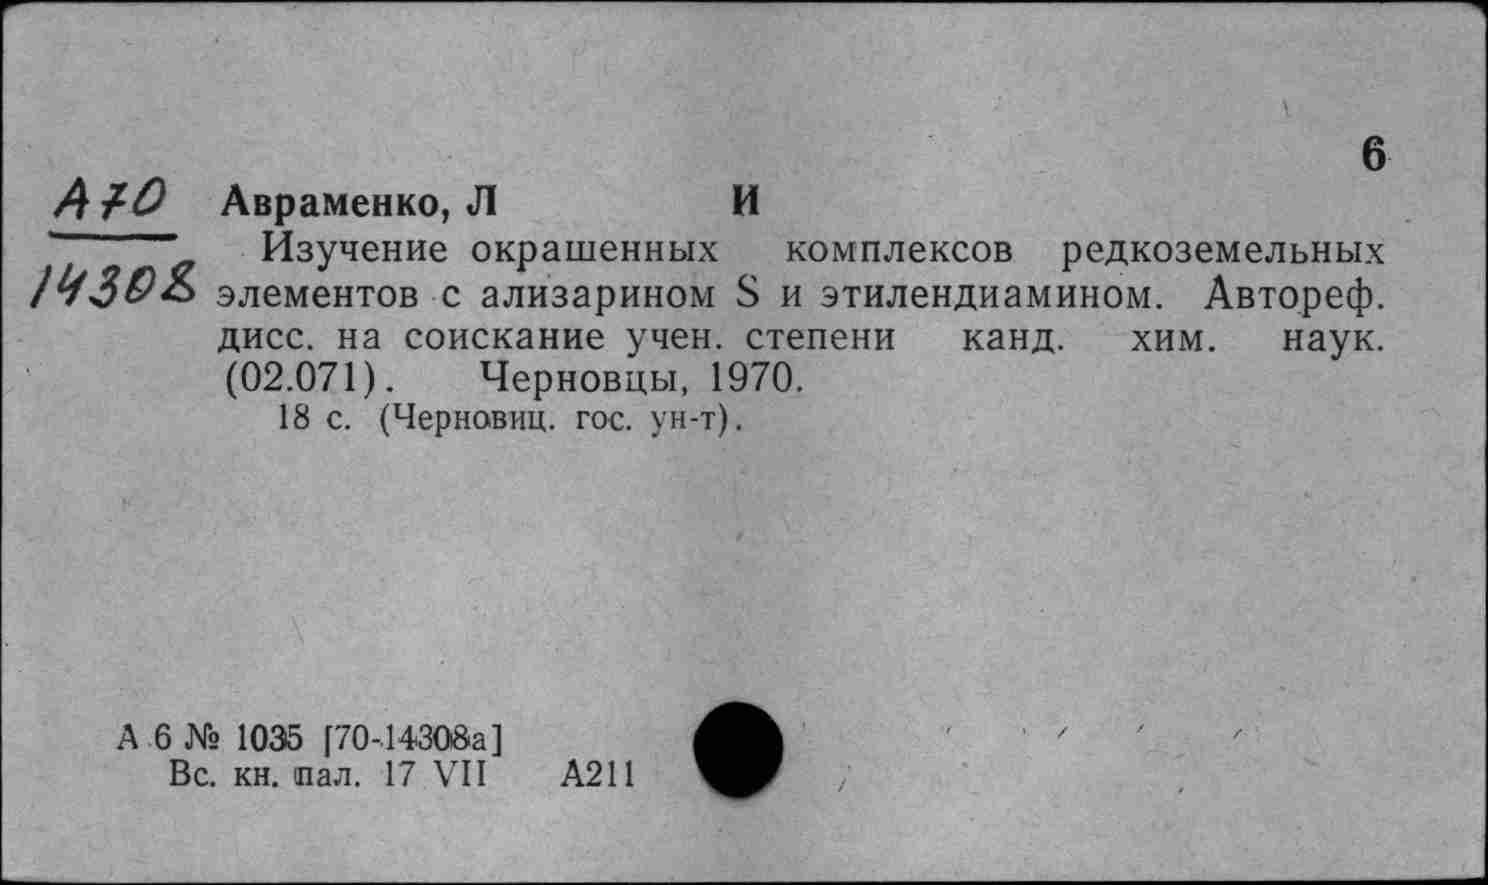 6
А70 Авраменко, Л И
Изучение окрашенных комплексов редкоземельных
14308 элементов с ализарином S и этилендиамином. Автореф.
дисс. на соискание учен. степени канд. хим. наук.
(02.071). Черновцы, 1970.
18 с. (Черновиц. гос. ун-т).
А 6 № 1035 [70-14308а]
Вс. кн. пал. 17 VII А211